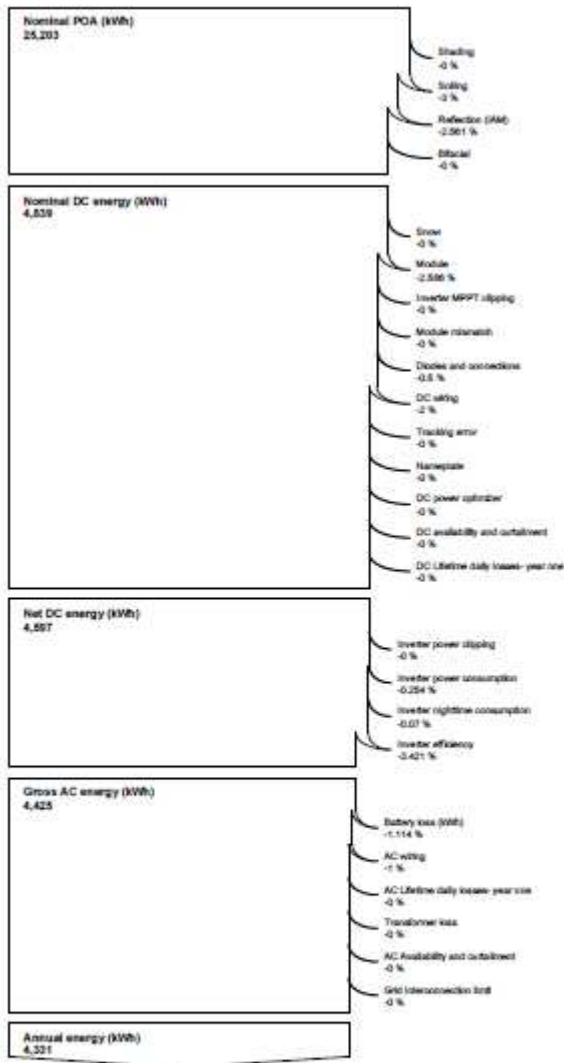 Nominal POA (kWh)
25,203
Shading
-0 %
Soiling
-3 %
Reflection (IAM)
-2.561 %
Bifacial
-0 %
Nominal DC energy (kWh)
4,839
Snow
-0 %
Module
-2.586 %
Inverter MPPT clipping
-0 %
Module mismatch
-0 %
Diodes and connections
-0.5 %
DC wiring
-2 %
Tracking error
-0 %
Nameplate
-0 %
DC power optimizer
-0 %
DC availability and curtailment
-0 %
DC Lifetime daily losses- year one
-0 %
Net DC energy (kWh)
4,597
Inverter power clipping
-0 %
Inverter power consumption
-0.254 %
Inverter nighttime consumption
-0.07 %
Inverter efficiency
-3.421 %
Gross AC energy (kWh)
4,425
Battery loss (kWh)
-1.114 %
AC wiring
-1 %
AC Lifetime daily losses- year one
-0 %
Transformer loss
-0 %
AC Availability and curtailment
-0 %
Grid interconnection limit
-0 %
Annual energy (kWh)
4,331